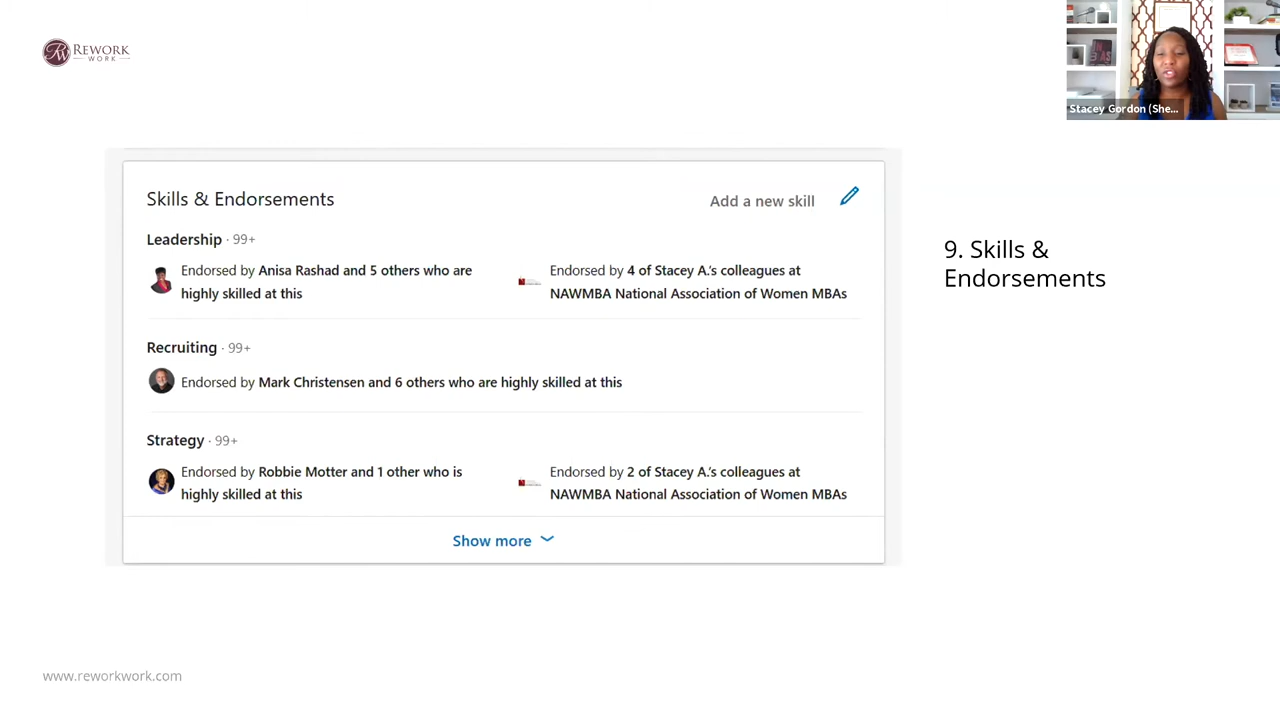 REWORK
WORK
Stacey Gordon (She...
Skills & Endorsements
Add a new skill
Leadership · 99+
Endorsed by Anisa Rashad and 5 others who are
highly skilled at this
Endorsed by 4 of Stacey A.'s colleagues at
NAWMBA National Association of Women MBAs
Recruiting · 99+
Endorsed by Mark Christensen and 6 others who are highly skilled at this
Strategy · 99+
Endorsed by Robbie Motter and 1 other who is
highly skilled at this
Endorsed by 2 of Stacey A.'s colleagues at
NAWMBA National Association of Women MBAs
Show more
9. Skills &
Endorsements
www.reworkwork.com